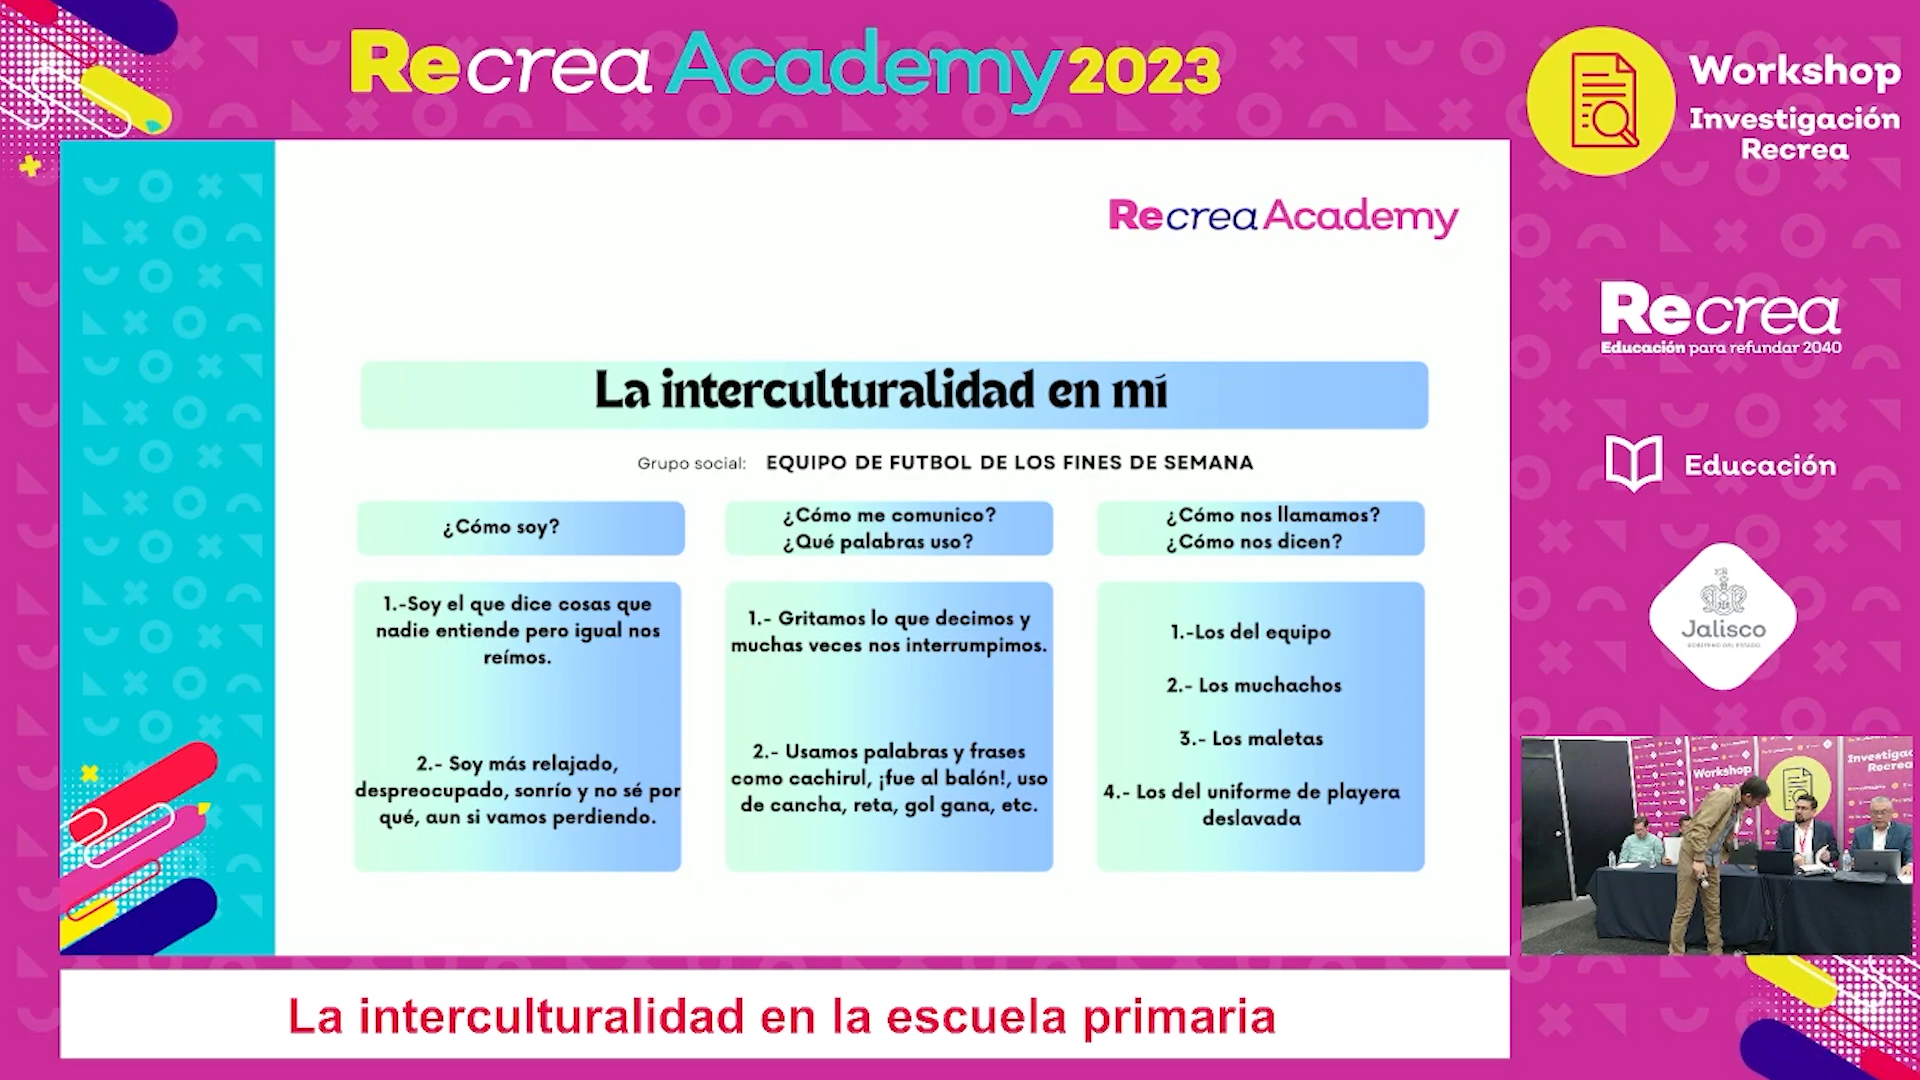 Recrea Academy 2023
Workshop
Investigación
Recrea
Recrea Academy
Recrea
Educación para refundar 2040
La interculturalidad en mí
Grupo social: EQUIPO DE FUTBOL DE LOS FINES DE SEMANA
Educación
¿Cómo soy?
¿Cómo me comunico?
¿Qué palabras uso?
¿Cómo nos llamamos?
¿Cómo nos dicen?
1.-Soy el que dice cosas que
nadie entiende pero igual nos
reímos.
2.- Soy más relajado,
despreocupado, sonrío y no sé por
qué, aun si vamos perdiendo.
1.- Gritamos lo que decimos y
muchas veces nos interrumpimos.
2.- Usamos palabras y frases
como cachirul, ¡fue al balón!, uso
de cancha, reta, gol gana, etc.
1.-Los del equipo
2.- Los muchachos
3.- Los maletas
4.- Los del uniforme de playera
deslavada
Jalisco
GOBIERNO DEL ESTADO
Workshop
Investigac
Recrea
La interculturalidad en la escuela primaria